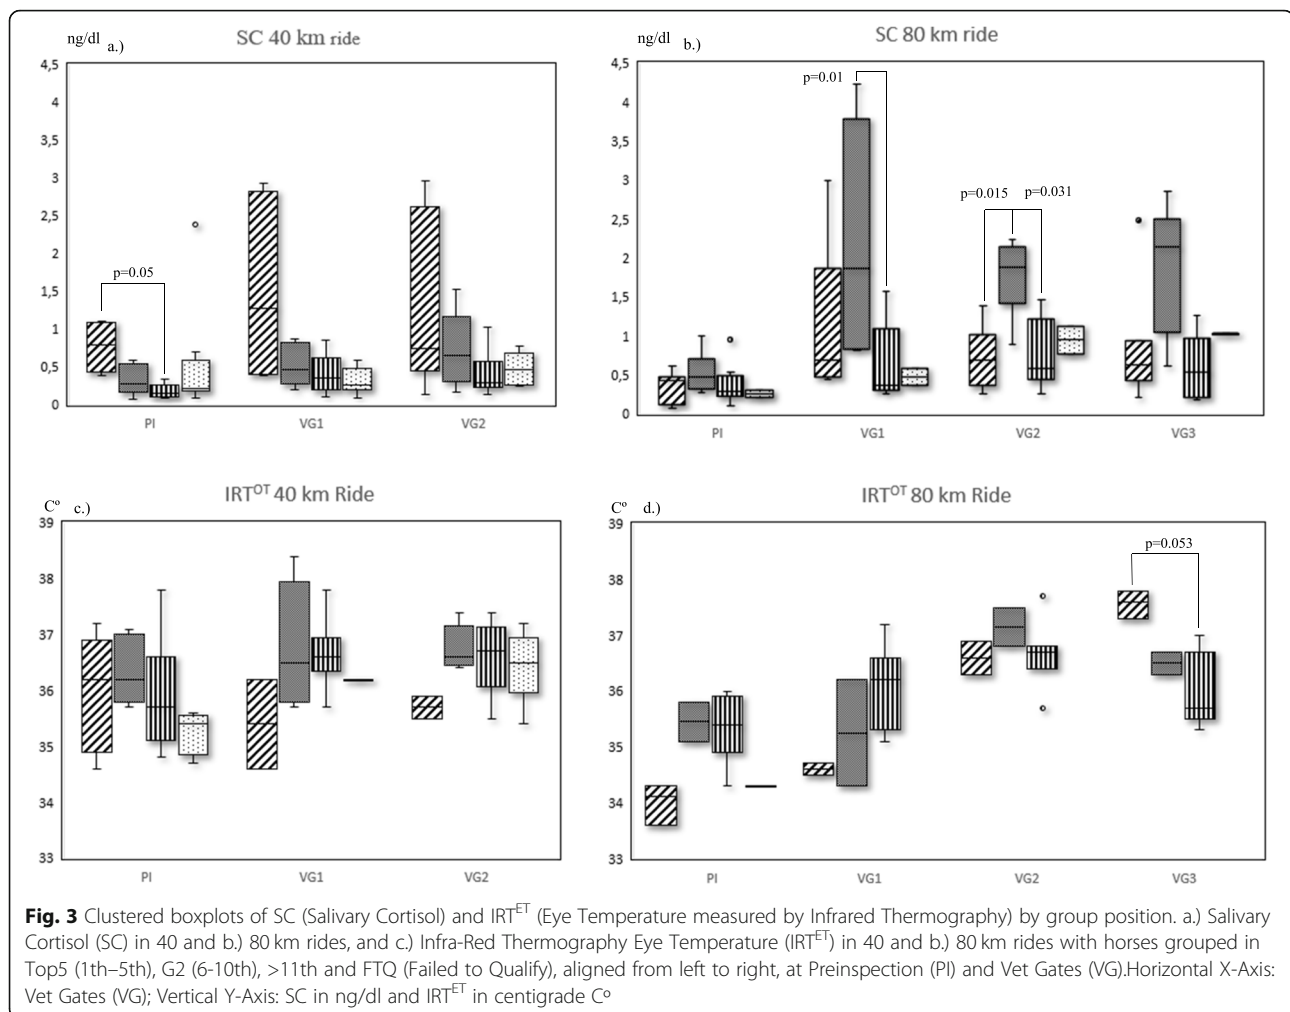 ng/dl a.) SC 40 km ride
4,5
4
3,5
3
2,5
2
1,5
1
0,5
0
p=0.05
PI VG1 VG2
ng/dl b.) SC 80 km ride
4,5
4
3,5
3
2,5
2
1,5
1
0,5
0
p=0.01
p=0.015 p=0.031
PI VG1 VG2 VG3
IRT^OT 40 km Ride
Cº c.)
39
38
37
36
35
34
33
PI VG1 VG2
IRT^OT 80 km Ride
Cº d.)
39
38
37
36
35
34
33
p=0.053
PI VG1 VG2 VG3
Fig. 3 Clustered boxplots of SC (Salivary Cortisol) and IRT^ET (Eye Temperature measured by Infrared Thermography) by group position. a.) Salivary
Cortisol (SC) in 40 and b.) 80 km rides, and c.) Infra-Red Thermography Eye Temperature (IRT^ET) in 40 and b.) 80 km rides with horses grouped in
Top5 (1th–5th), G2 (6-10th), >11th and FTQ (Failed to Qualify), aligned from left to right, at Preinspection (PI) and Vet Gates (VG).Horizontal X-Axis:
Vet Gates (VG); Vertical Y-Axis: SC in ng/dl and IRT^ET in centigrade Cº